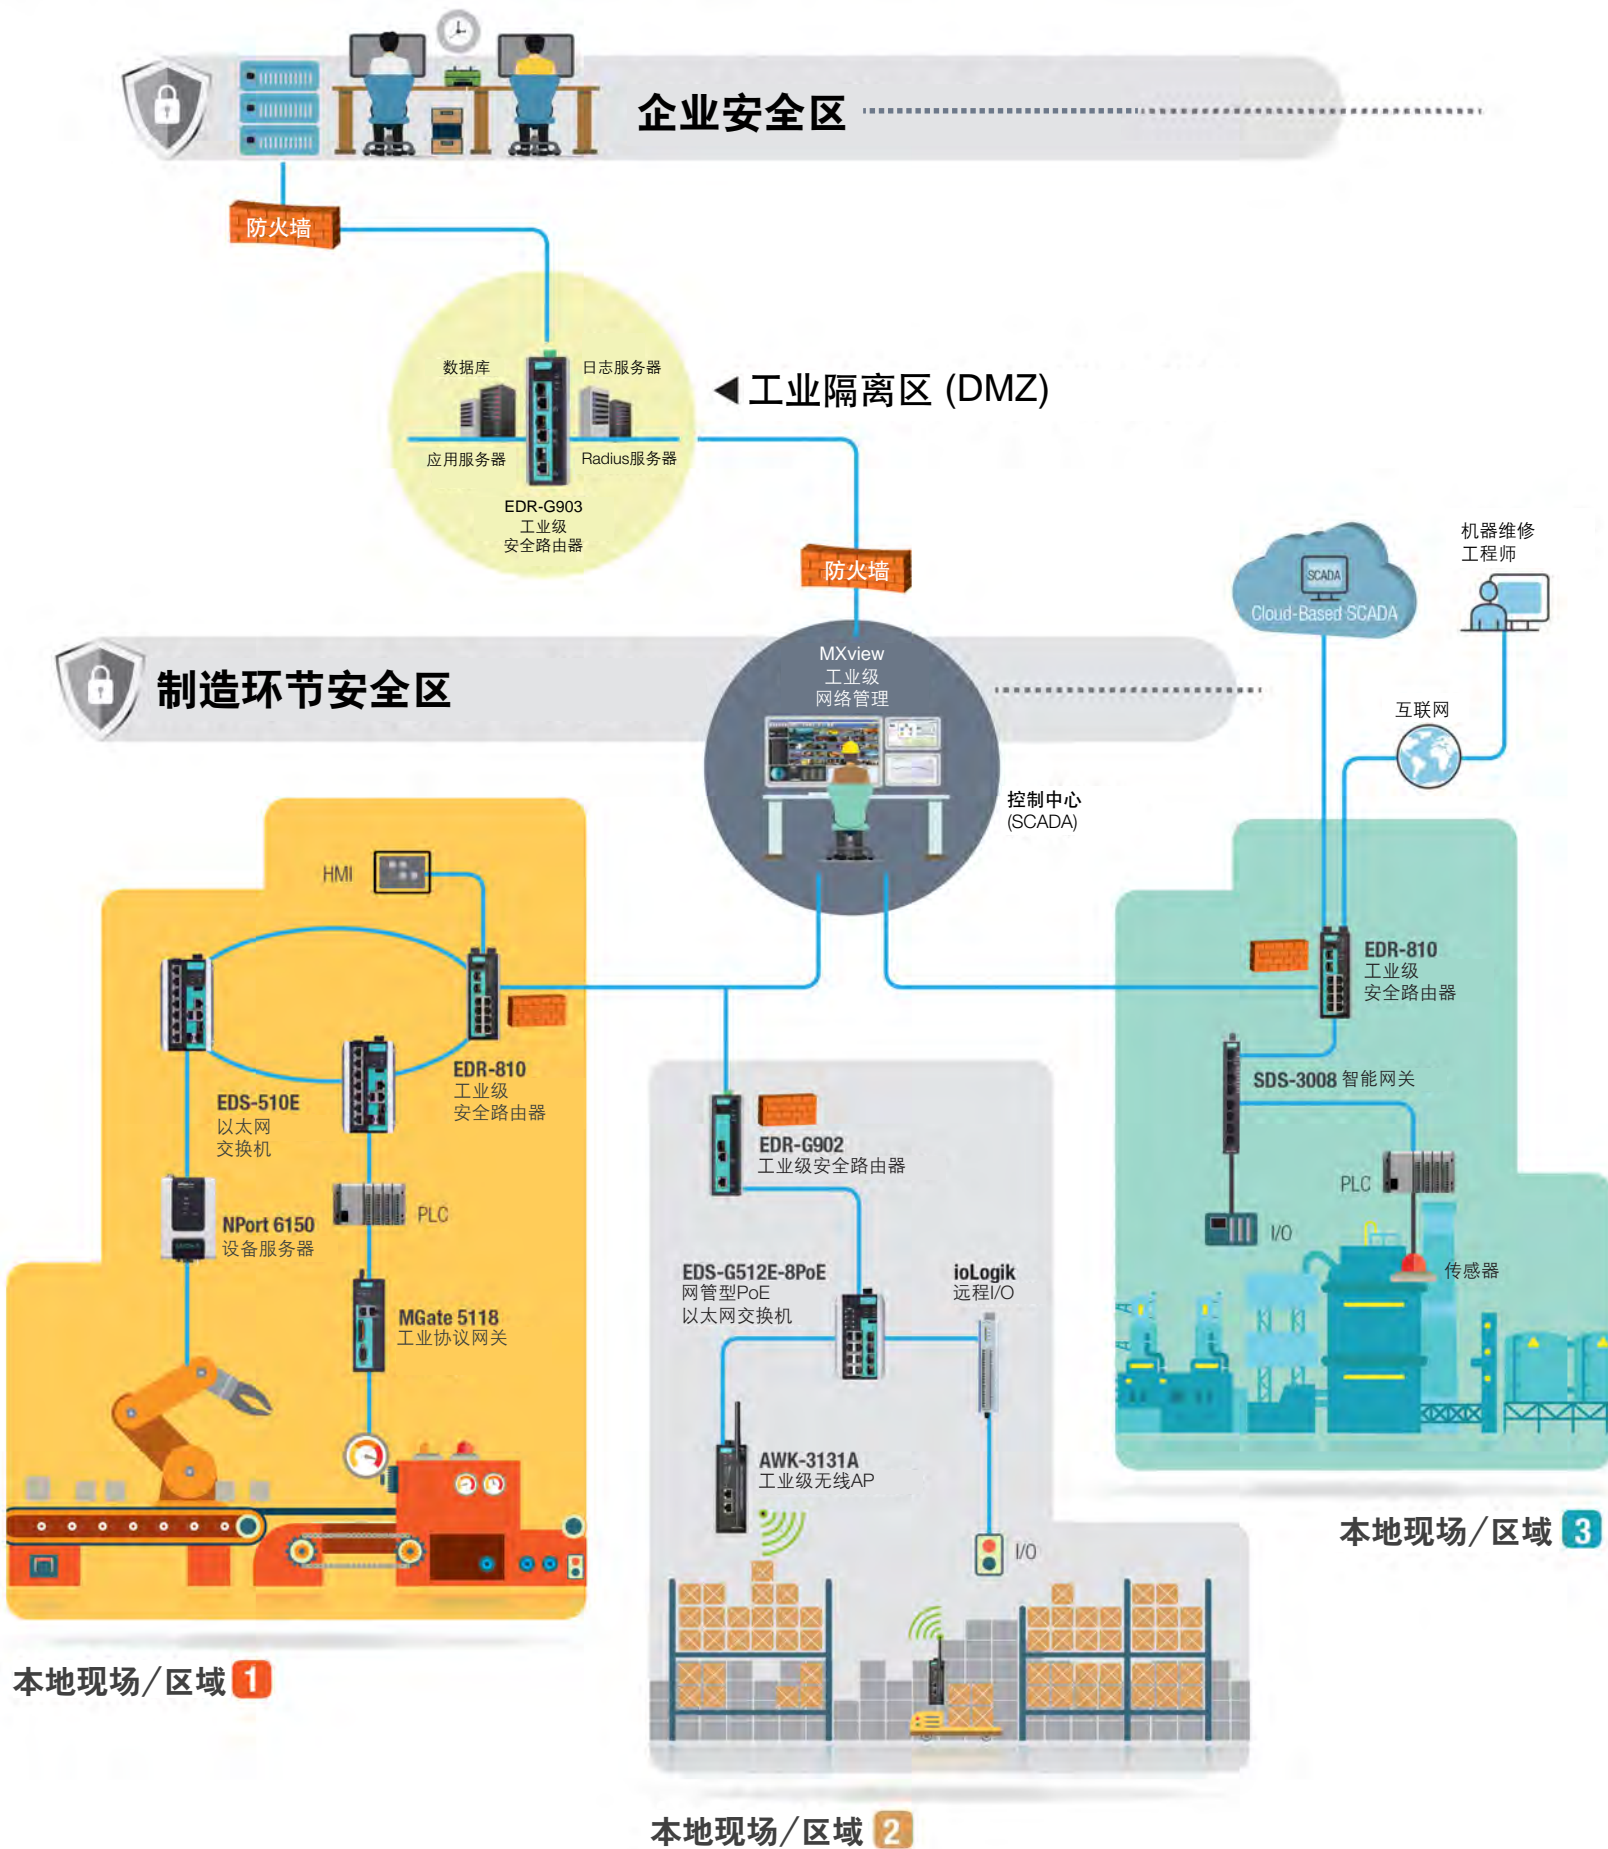 企业安全区
防火墙
数据库
日志服务器
应用服务器
Radius服务器
EDR-G903
工业级
安全路由器
工业隔离区 (DMZ)
防火墙
机器维修
工程师
SCADA
Cloud-Based SCADA
互联网
制造环节安全区
MXview
工业级
网络管理
控制中心
(SCADA)
HMI
EDR-810
工业级
安全路由器
EDS-510E
以太网
交换机
NPort 6150
设备服务器
PLC
MGate 5118
工业协议网关
本地现场/区域 1
EDR-G902
工业级安全路由器
EDS-G512E-8PoE
网管型PoE
以太网交换机
ioLogik
远程I/O
AWK-3131A
工业级无线AP
I/O
本地现场/区域 2
EDR-810
工业级
安全路由器
SDS-3008 智能网关
PLC
I/O
传感器
本地现场/区域 3